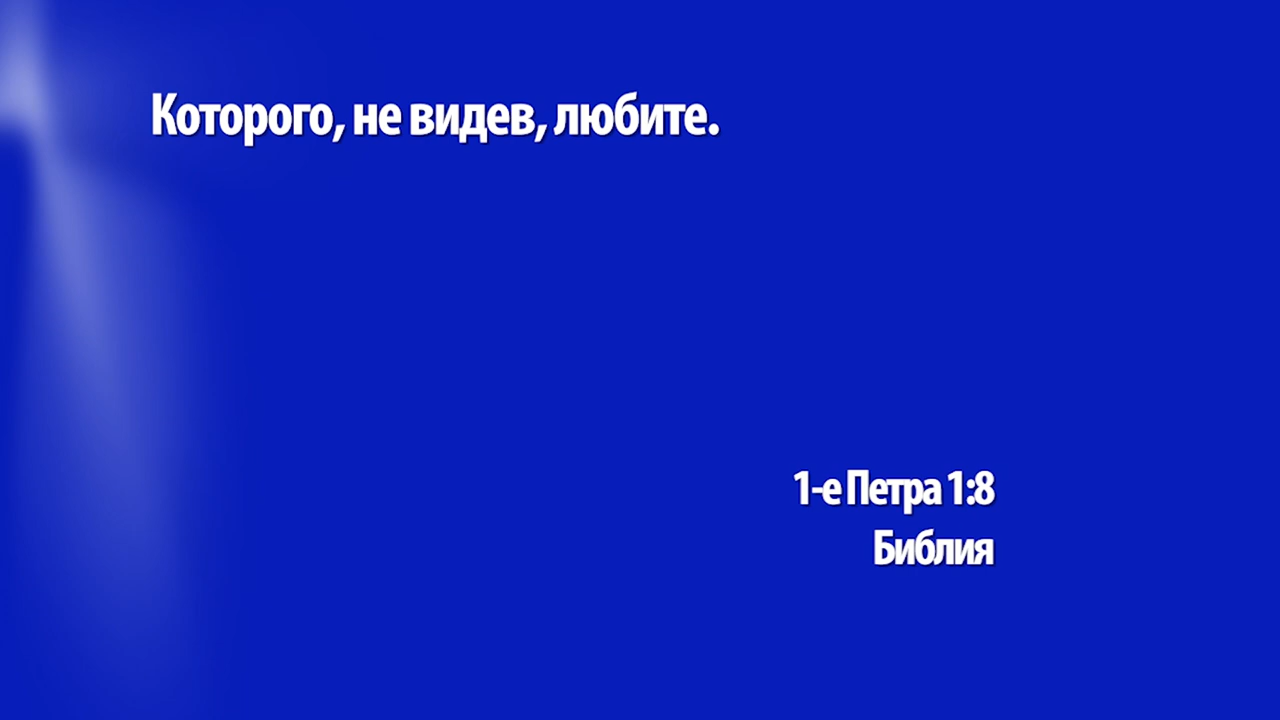 Которого, не видев, любите.
1-е Петра 1:8
Библия